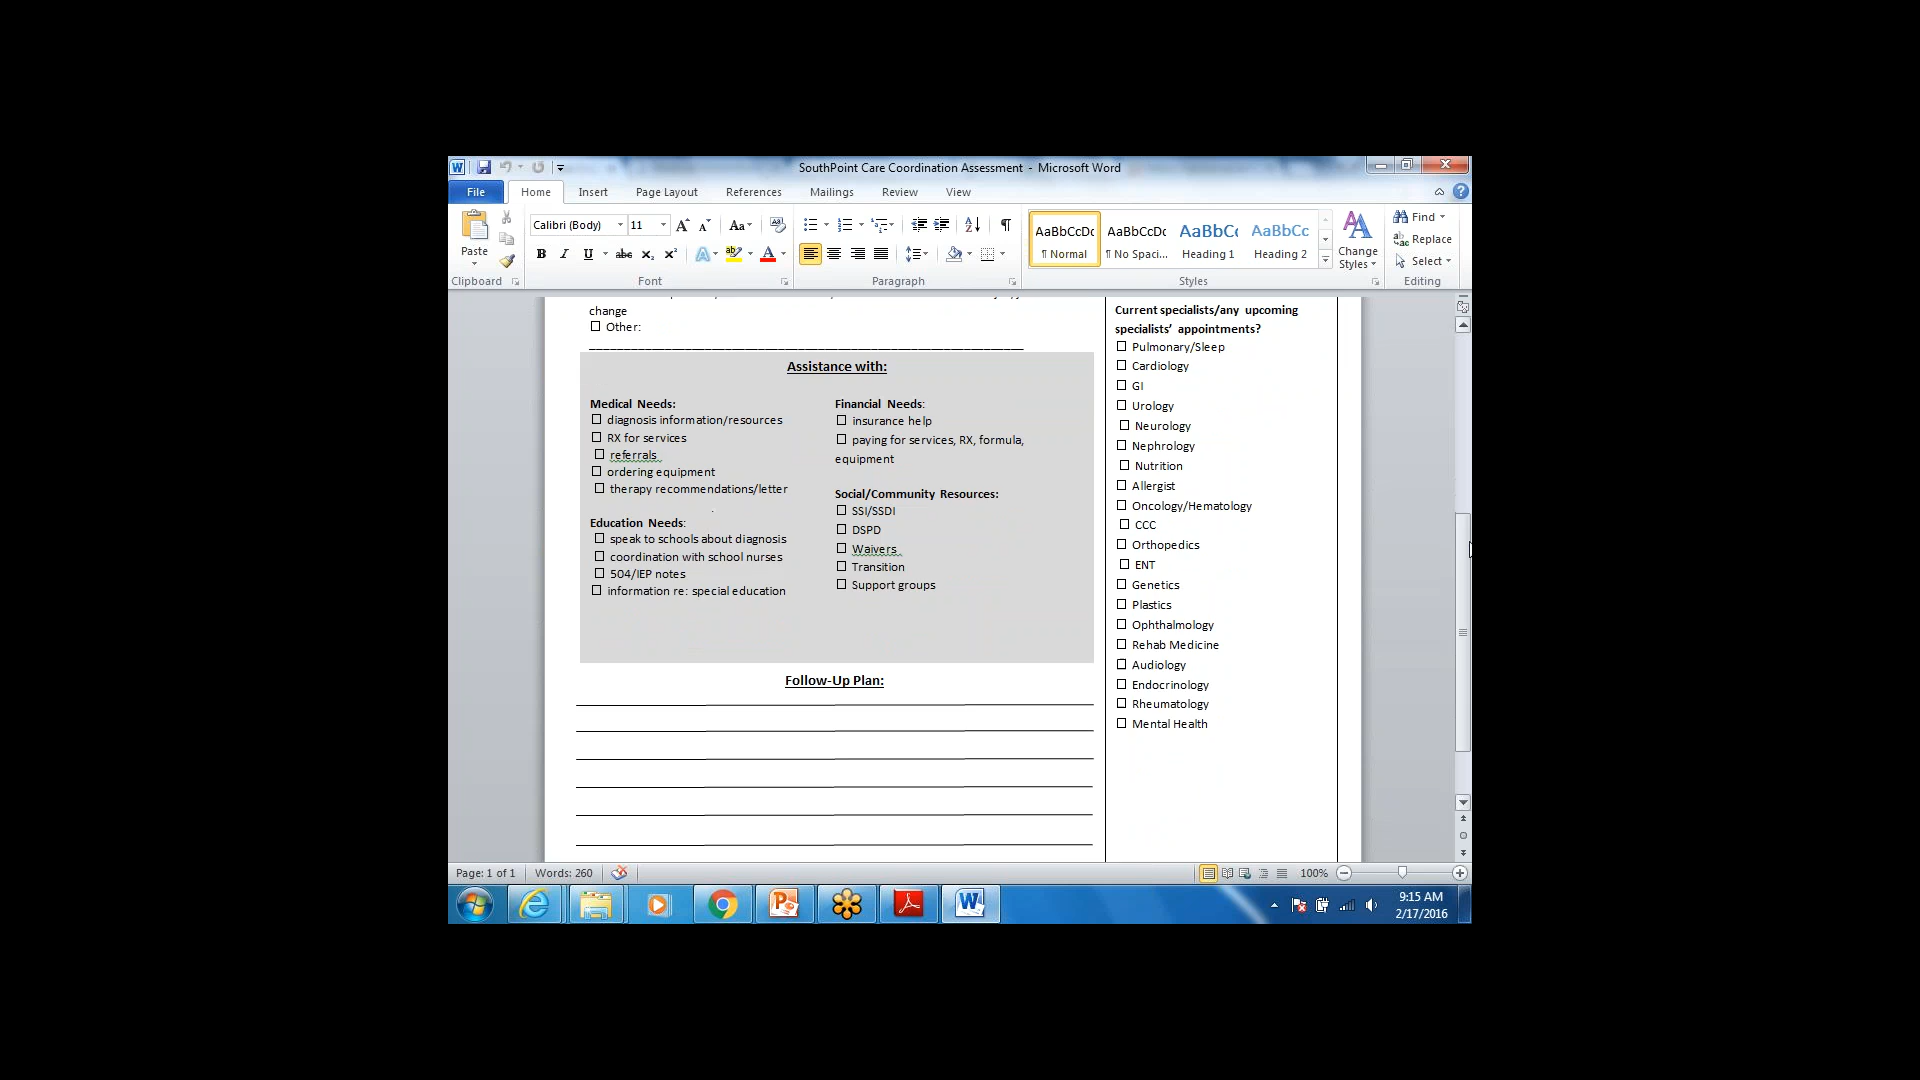 SouthPoint Care Coordination Assessment - Microsoft Word
File Home Insert Page Layout References Mailings Review View
Paste
Calibri (Body) 11
Aa
AaBbCcDc AaBbCcDc AaBbCc AaBbCc
¶ Normal ¶ No Spaci... Heading 1 Heading 2
Change Styles
Find
Replace
Select
Clipboard Font Paragraph Styles Editing
change
Other:
Assistance with:
Medical Needs:
diagnosis information/resources
RX for services
referrals
ordering equipment
therapy recommendations/letter
Education Needs:
speak to schools about diagnosis
coordination with school nurses
504/IEP notes
information re: special education
Financial Needs:
insurance help
paying for services, RX, formula,
equipment
Social/Community Resources:
SSI/SSDI
DSPD
Waivers
Transition
Support groups
Follow-Up Plan:
Current specialists/any upcoming
specialists' appointments?
Pulmonary/Sleep
Cardiology
GI
Urology
Neurology
Nephrology
Nutrition
Allergist
Oncology/Hematology
CCC
Orthopedics
ENT
Genetics
Plastics
Ophthalmology
Rehab Medicine
Audiology
Endocrinology
Rheumatology
Mental Health
Page: 1 of 1 Words: 260
100%
9:15 AM
2/17/2016